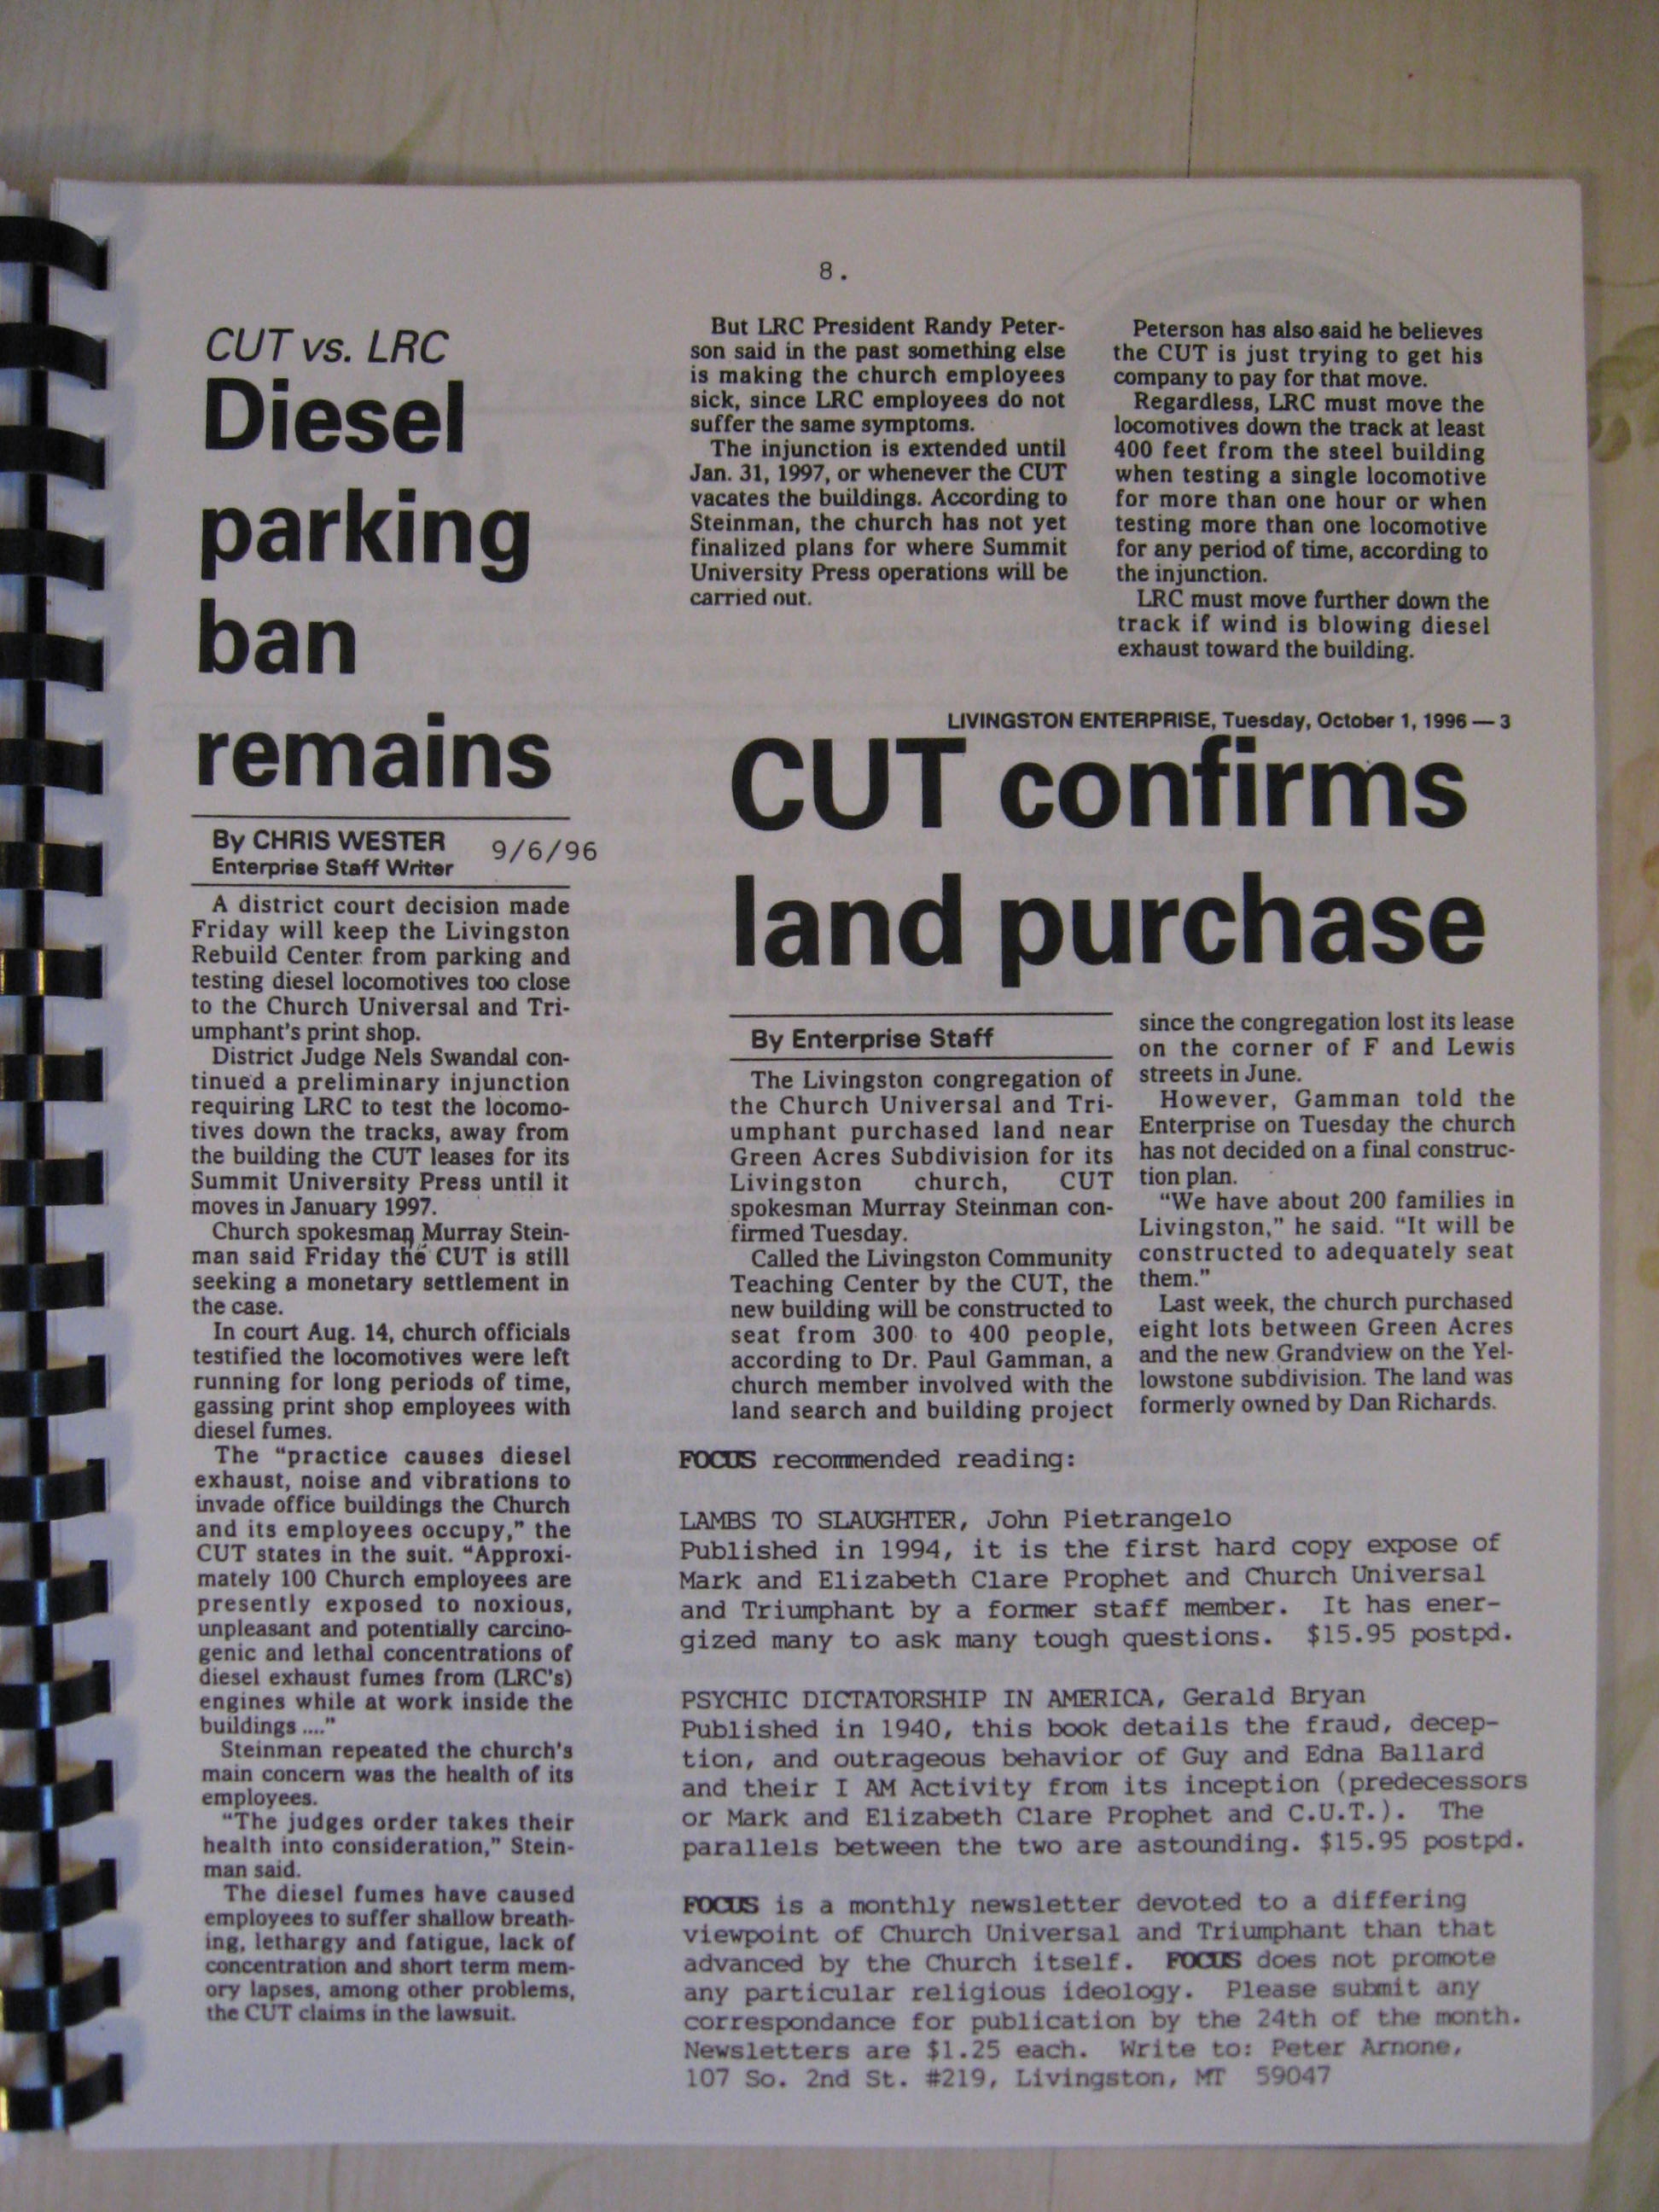 8.
CUT vs. LRC
Diesel
parking
ban
remains
By CHRIS WESTER
Enterprise Staff Writer
9/6/96
A district court decision made
Friday will keep the Livingston
Rebuild Center from parking and
testing diesel locomotives too close
to the Church Universal and Tri-
umphant's print shop.
District Judge Nels Swandal con-
tinued a preliminary injunction
requiring LRC to test the locomo-
tives down the tracks, away from
the building the CUT leases for its
Summit University Press until it
moves in January 1997.
Church spokesman Murray Stein-
man said Friday the CUT is still
seeking a monetary settlement in
the case.
In court Aug. 14, church officials
testified the locomotives were left
running for long periods of time,
gassing print shop employees with
diesel fumes.
The “practice causes diesel
exhaust, noise and vibrations to
invade office buildings the Church
and its employees occupy,” the
CUT states in the suit. “Approxi-
mately 100 Church employees are
presently exposed to noxious,
unpleasant and potentially carcino-
genic and lethal concentrations of
diesel exhaust fumes from (LRC's)
engines while at work inside the
buildings ....”
Steinman repeated the church's
main concern was the health of its
employees.
“The judges order takes their
health into consideration,” Stein-
man said.
The diesel fumes have caused
employees to suffer shallow breath-
ing, lethargy and fatigue, lack of
concentration and short term mem-
ory lapses, among other problems,
the CUT claims in the lawsuit.
But LRC President Randy Peter-
son said in the past something else
is making the church employees
sick, since LRC employees do not
suffer the same symptoms.
The injunction is extended until
Jan. 31, 1997, or whenever the CUT
vacates the buildings. According to
Steinman, the church has not yet
finalized plans for where Summit
University Press operations will be
carried out.
Peterson has also said he believes
the CUT is just trying to get his
company to pay for that move.
Regardless, LRC must move the
locomotives down the track at least
400 feet from the steel building
when testing a single locomotive
for more than one hour or when
testing more than one locomotive
for any period of time, according to
the injunction.
LRC must move further down the
track if wind is blowing diesel
exhaust toward the building.
LIVINGSTON ENTERPRISE, Tuesday, October 1, 1996 — 3
CUT confirms
land purchase
By Enterprise Staff
The Livingston congregation of
the Church Universal and Tri-
umphant purchased land near
Green Acres Subdivision for its
Livingston church, CUT
spokesman Murray Steinman con-
firmed Tuesday.
Called the Livingston Community
Teaching Center by the CUT, the
new building will be constructed to
seat from 300 to 400 people,
according to Dr. Paul Gamman, a
church member involved with the
land search and building project
since the congregation lost its lease
on the corner of F and Lewis
streets in June.
However, Gamman told the
Enterprise on Tuesday the church
has not decided on a final construc-
tion plan.
“We have about 200 families in
Livingston,” he said. “It will be
constructed to adequately seat
them.”
Last week, the church purchased
eight lots between Green Acres
and the new Grandview on the Yel-
lowstone subdivision. The land was
formerly owned by Dan Richards.
FOCUS recommended reading:
LAMBS TO SLAUGHTER, John Pietrangelo
Published in 1994, it is the first hard copy expose of
Mark and Elizabeth Clare Prophet and Church Universal
and Triumphant by a former staff member. It has ener-
gized many to ask many tough questions. $15.95 postpd.
PSYCHIC DICTATORSHIP IN AMERICA, Gerald Bryan
Published in 1940, this book details the fraud, decep-
tion, and outrageous behavior of Guy and Edna Ballard
and their I AM Activity from its inception (predecessors
or Mark and Elizabeth Clare Prophet and C.U.T.). The
parallels between the two are astounding. $15.95 postpd.
FOCUS is a monthly newsletter devoted to a differing
viewpoint of Church Universal and Triumphant than that
advanced by the Church itself. FOCUS does not promote
any particular religious ideology. Please submit any
correspondance for publication by the 24th of the month.
Newsletters are $1.25 each. Write to: Peter Arnone,
107 So. 2nd St. #219, Livingston, MT 59047